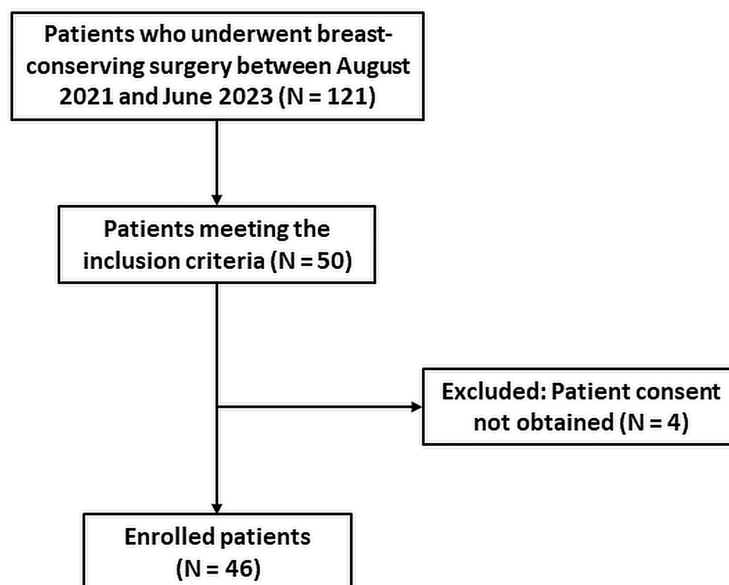 Patients who underwent breast-
conserving surgery between August
2021 and June 2023 (N = 121)
Patients meeting the
inclusion criteria (N = 50)
Excluded: Patient consent
not obtained (N = 4)
Enrolled patients
(N = 46)